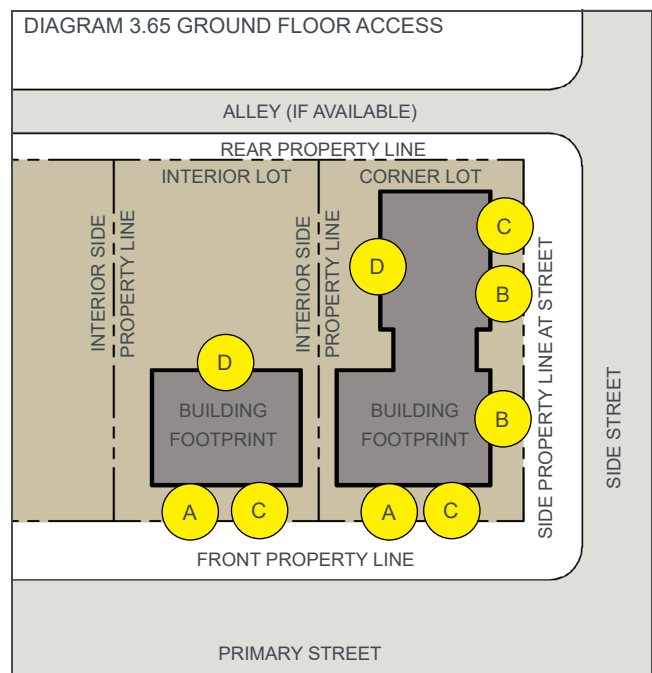 DIAGRAM 3.65 GROUND FLOOR ACCESS
ALLEY (IF AVAILABLE)
REAR PROPERTY LINE
INTERIOR LOT
CORNER LOT
INTERIOR SIDE
PROPERTY LINE
INTERIOR SIDE
PROPERTY LINE
C
D
B
SIDE PROPERTY LINE AT STREET
SIDE STREET
D
BUILDING
FOOTPRINT
BUILDING
FOOTPRINT
B
A
C
A
C
FRONT PROPERTY LINE
PRIMARY STREET